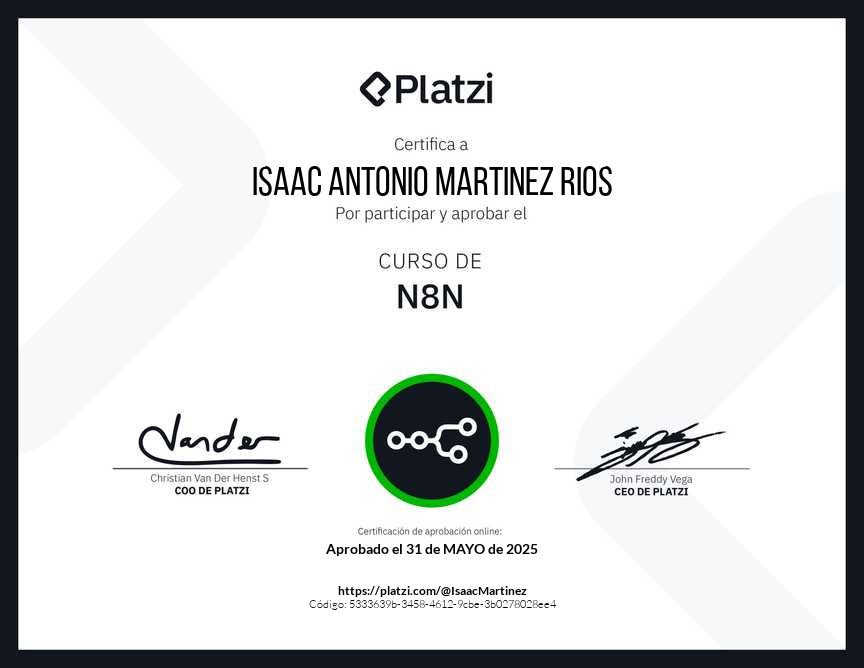 Platzi
Certifica a
ISAAC ANTONIO MARTINEZ RIOS
Por participar y aprobar el
CURSO DE
N8N
Vander
Christian Van Der Henst S
COO DE PLATZI
John Freddy Vega
CEO DE PLATZI
Certificación de aprobación online:
Aprobado el 31 de MAYO de 2025
https://platzi.com/@IsaacMartinez
Código: 5333639b-3458-4612-9cbe-3b0278028ee4